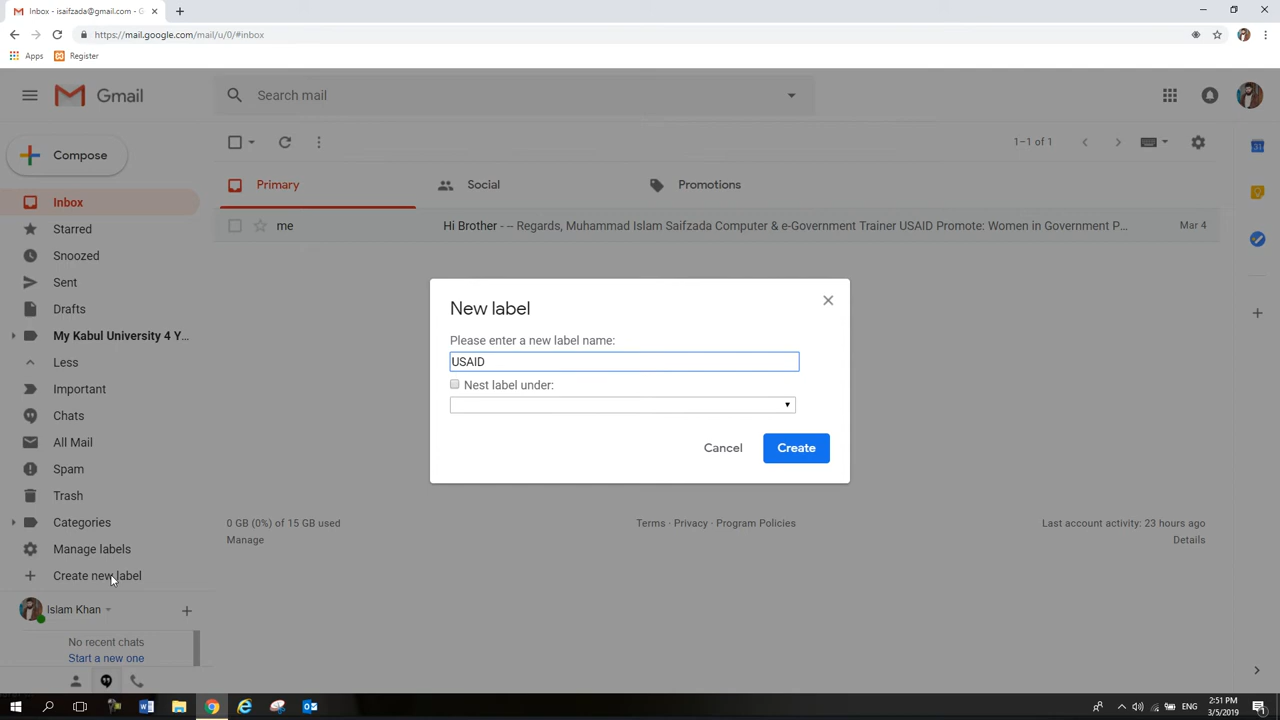 Inbox - isaifzada@gmail.com - G
https://mail.google.com/mail/u/0/#inbox
Apps
Register
Gmail
Search mail
Compose
1–1 of 1
Inbox
Primary
Social
Promotions
Starred
me
Hi Brother - -- Regards, Muhammad Islam Saifzada Computer & e-Government Trainer USAID Promote: Women in Government P...
Mar 4
Snoozed
Sent
Drafts
My Kabul University 4 Y...
Less
Important
Chats
All Mail
Spam
Trash
Categories
Manage labels
Create new label
New label
Please enter a new label name:
USAID
Nest label under:
Cancel
Create
0 GB (0%) of 15 GB used
Manage
Terms · Privacy · Program Policies
Last account activity: 23 hours ago
Details
Islam Khan
No recent chats
Start a new one
31
ENG
2:51 PM
3/5/2019
1